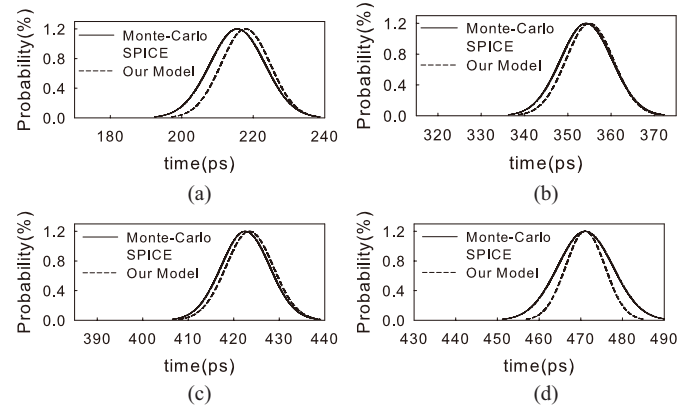 Probability(%)
1.2
0.8
0.4
0.0
Monte-Carlo
SPICE
Our Model
180 200 220 240
time(ps)
(a)
Probability(%)
1.2
0.8
0.4
0.0
Monte-Carlo
SPICE
Our Model
320 330 340 350 360 370
time(ps)
(b)
Probability(%)
1.2
0.8
0.4
0.0
Monte-Carlo
SPICE
Our Model
390 400 410 420 430 440
time(ps)
(c)
Probability(%)
1.2
0.8
0.4
0.0
Monte-Carlo
SPICE
Our Model
430 440 450 460 470 480 490
time(ps)
(d)